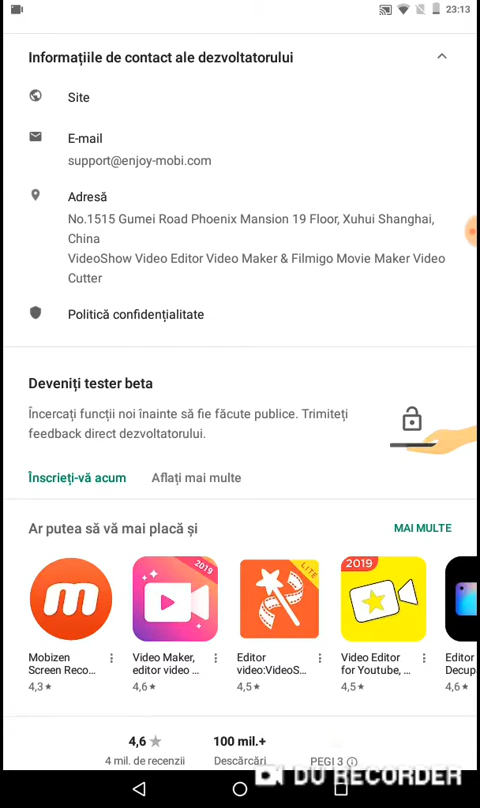 23:13
Informațiile de contact ale dezvoltatorului
Site
E-mail
support@enjoy-mobi.com
Adresă
No.1515 Gumei Road Phoenix Mansion 19 Floor, Xuhui Shanghai,
China
VideoShow Video Editor Video Maker & Filmigo Movie Maker Video
Cutter
Politică confidențialitate
Deveniți tester beta
Încercați funcții noi înainte să fie făcute publice. Trimiteți
feedback direct dezvoltatorului.
Înscrieți-vă acum Aflați mai multe
Ar putea să vă mai placă și MAI MULTE
m 2019 LITE 2019
Mobizen Video Maker, Editor Video Editor Editor
Screen Reco... editor video ... video:VideoS... for Youtube, ... Decup
4,3★ 4,6★ 4,5★ 4,5★ 4,6★
4,6★ 100 mil.+
4 mil. de recenzii Descărcări PEGI 3
DU RECORDER